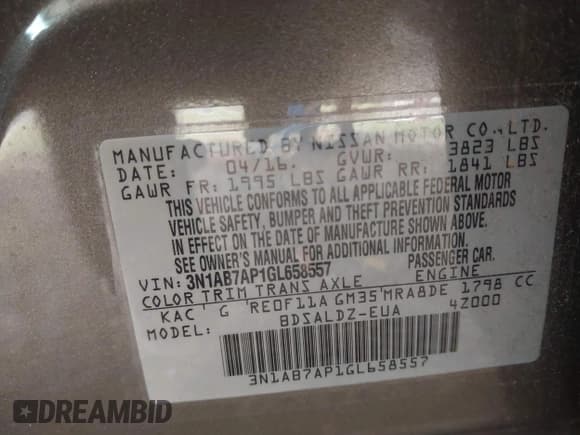 MANUFACTURED BY NISSAN MOTOR CO., LTD.
DATE: 04/16. GVWR: 3823 LBS
GAWR FR: 1995 LBS GAWR RR: 1841 LBS
THIS VEHICLE CONFORMS TO ALL APPLICABLE FEDERAL MOTOR
VEHICLE SAFETY, BUMPER AND THEFT PREVENTION STANDARDS
IN EFFECT ON THE DATE OF MANUFACTURE SHOWN ABOVE.
SEE OWNER'S MANUAL FOR ADDITIONAL INFORMATION.
VIN: 3N1AB7AP1GL658557 PASSENGER CAR.
COLOR TRIM TRANS AXLE ENGINE
KAC G RE0F11A GM35 MRA8DE 1798 CC
MODEL: BDSALDZ-EUA 4Z000
3N1AB7AP1GL658557
DREAMBID